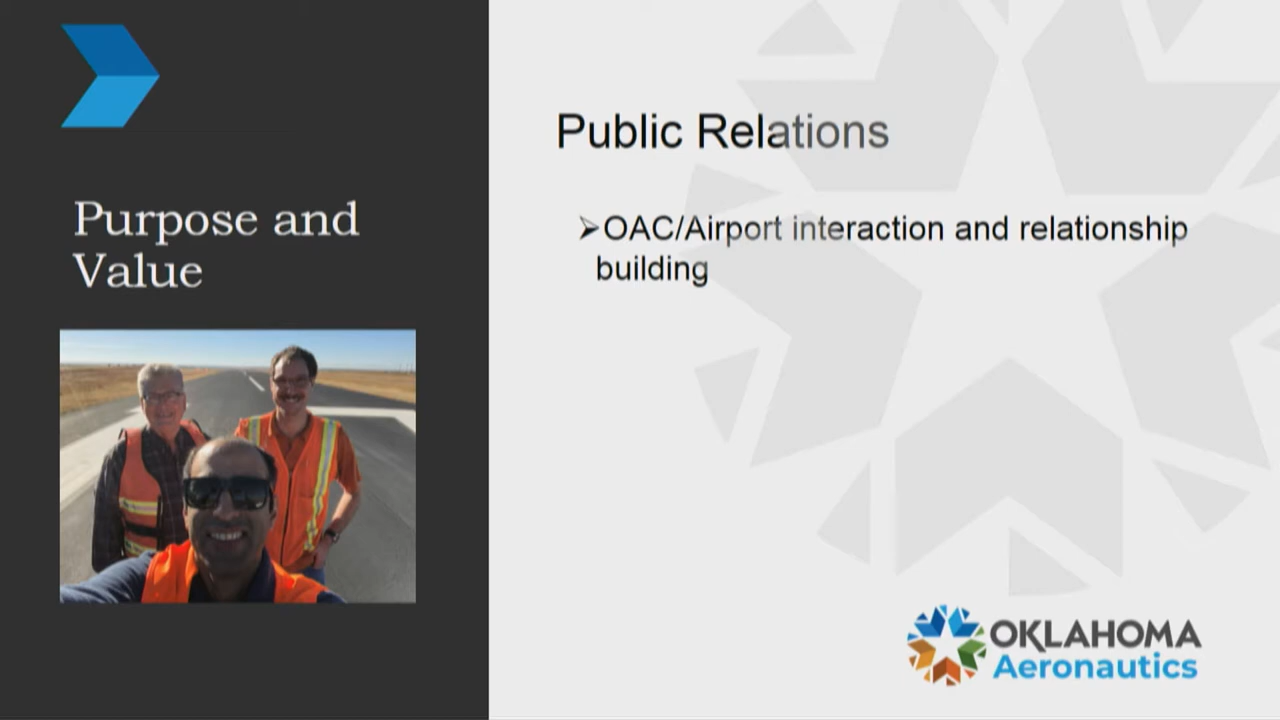 Purpose and
Value
Public Relations
➢OAC/Airport interaction and relationship
building
OKLAHOMA
Aeronautics